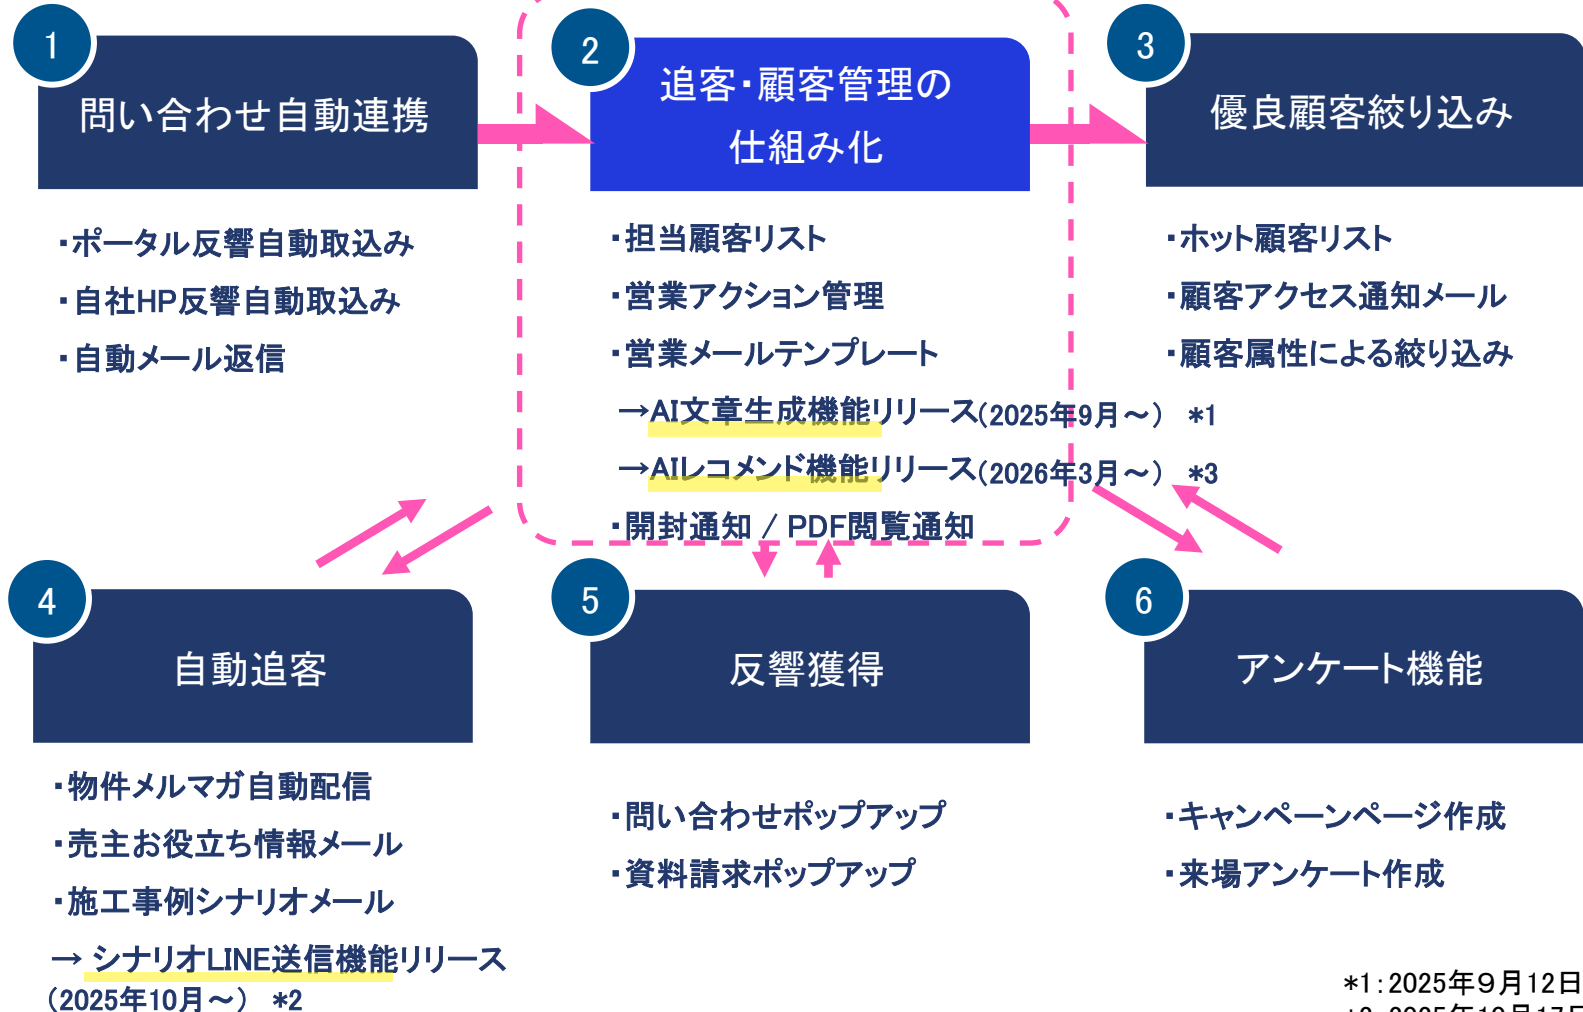 1
問い合わせ自動連携
・ポータル反響自動取込み
・自社HP反響自動取込み
・自動メール返信
2
追客・顧客管理の
仕組み化
・担当顧客リスト
・営業アクション管理
・営業メールテンプレート
→AI文章生成機能リリース(2025年9月～） *1
→AIレコメンド機能リリース(2026年3月～） *3
・開封通知 / PDF閲覧通知
3
優良顧客絞り込み
・ホット顧客リスト
・顧客アクセス通知メール
・顧客属性による絞り込み
4
自動追客
・物件メルマガ自動配信
・売主お役立ち情報メール
・施工事例シナリオメール
→ シナリオLINE送信機能リリース
（2025年10月～） *2
5
反響獲得
・問い合わせポップアップ
・資料請求ポップアップ
6
アンケート機能
・キャンペーンページ作成
・来場アンケート作成
*1：2025年９月12日
*2：2025年10月17日